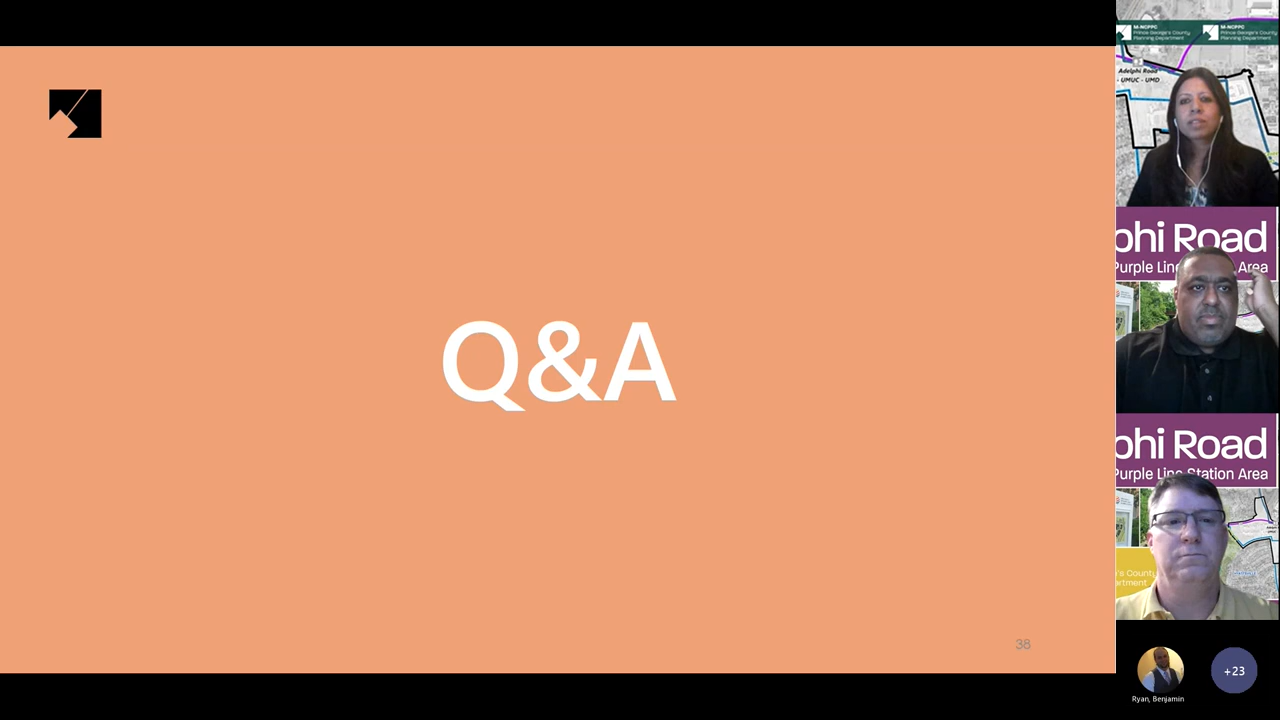 Q&A
38
M-NCPPC
Prince George's County
Planning Department
M-NCPPC
Prince George's County
Planning Department
Adelphi Road
- UMUC - UMD
phi Road
Purple Line
Area
phi Road
Purple Line Station Area
's County
artment
Ryan, Benjamin
+23